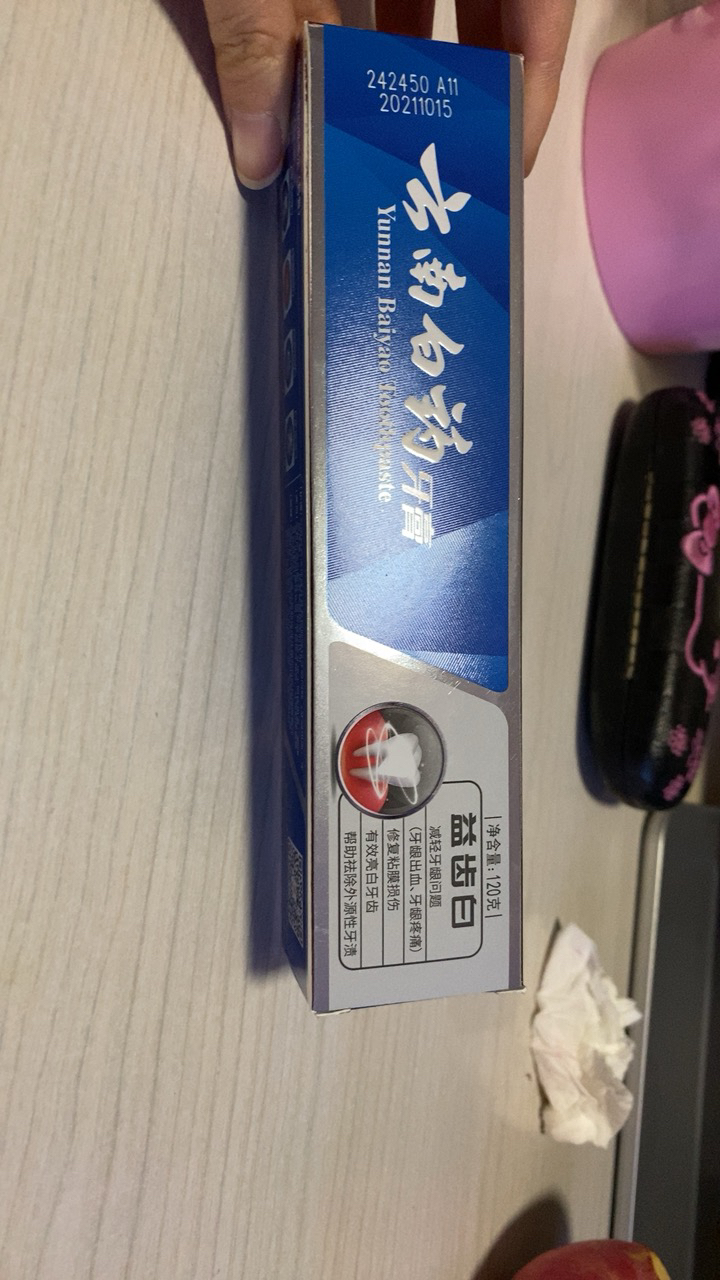 242450 A11
20211015
云南白药牙膏
Yunnan Baiyao Toothpaste
净含量：120克
益齿白
减轻牙龈问题
(牙龈出血、牙龈疼痛)
修复粘膜损伤
有效亮白牙齿
帮助祛除外源性牙渍